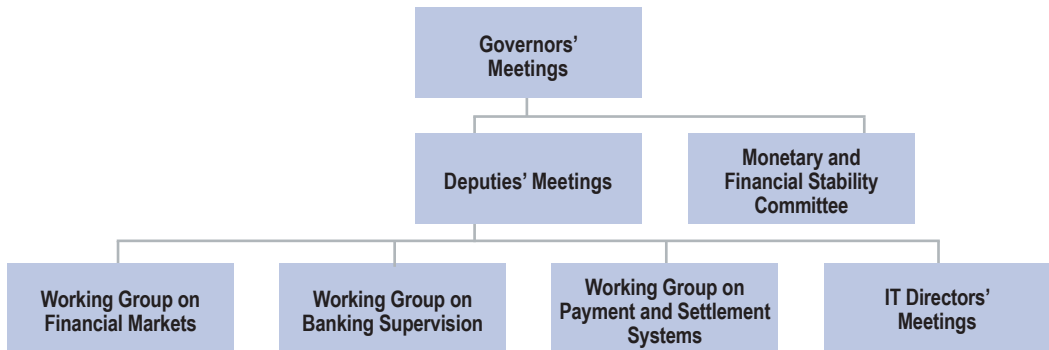 Governors’
Meetings
Deputies’ Meetings
Monetary and
Financial Stability
Committee
Working Group on
Financial Markets
Working Group on
Banking Supervision
Working Group on
Payment and Settlement
Systems
IT Directors’
Meetings